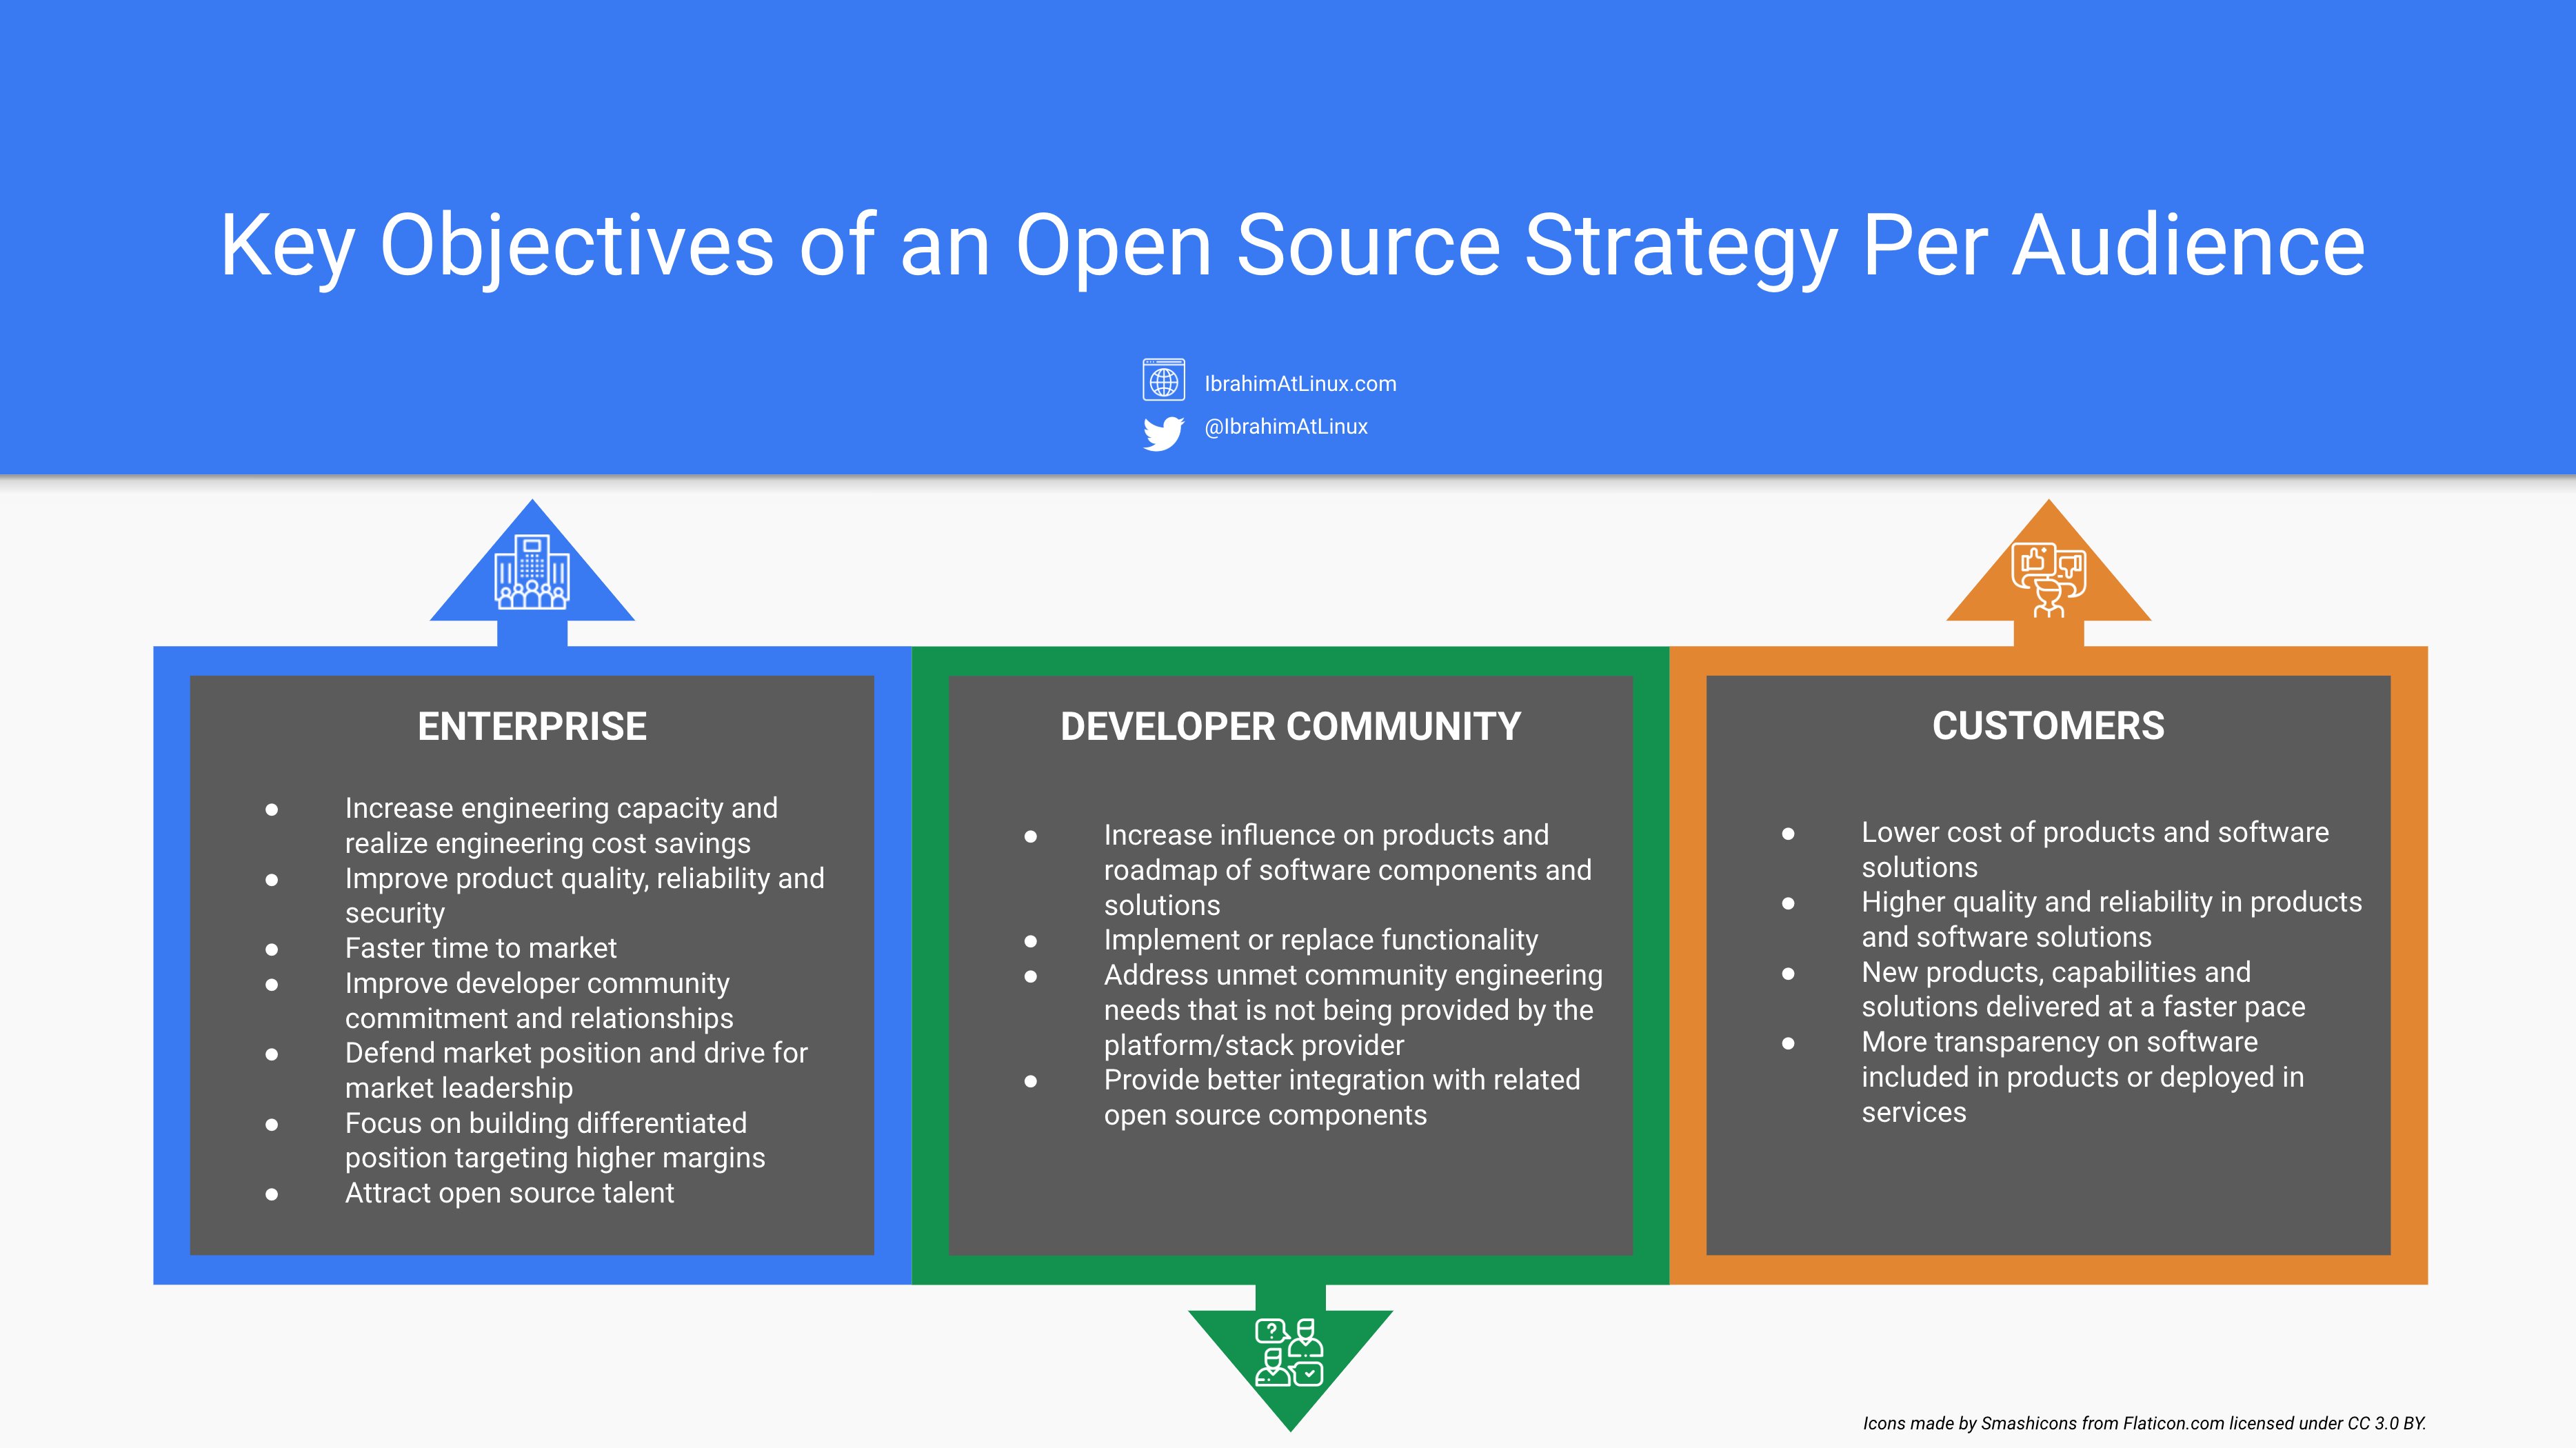 Key Objectives of an Open Source Strategy Per Audience
IbrahimAtLinux.com
@IbrahimAtLinux
ENTERPRISE
● Increase engineering capacity and
realize engineering cost savings
● Improve product quality, reliability and
security
● Faster time to market
● Improve developer community
commitment and relationships
● Defend market position and drive for
market leadership
● Focus on building differentiated
position targeting higher margins
● Attract open source talent
DEVELOPER COMMUNITY
● Increase influence on products and
roadmap of software components and
solutions
● Implement or replace functionality
● Address unmet community engineering
needs that is not being provided by the
platform/stack provider
● Provide better integration with related
open source components
CUSTOMERS
● Lower cost of products and software
solutions
● Higher quality and reliability in products
and software solutions
● New products, capabilities and
solutions delivered at a faster pace
● More transparency on software
included in products or deployed in
services
Icons made by Smashicons from Flaticon.com licensed under CC 3.0 BY.